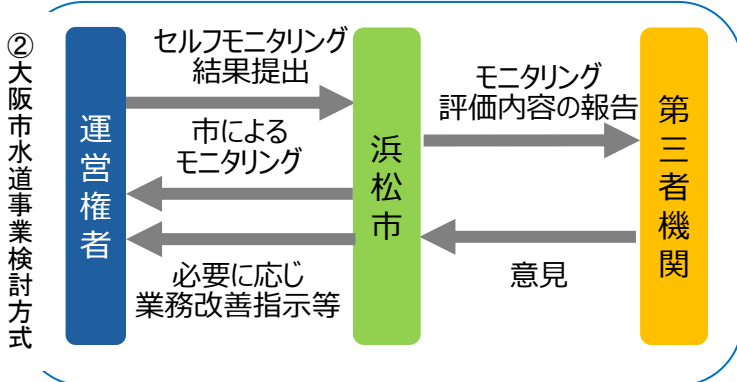 ②大阪市水道事業検討方式
運営権者
セルフモニタリング
結果提出
市による
モニタリング
必要に応じ
業務改善指示等
浜松市
モニタリング
評価内容の報告
意見
第三者機関